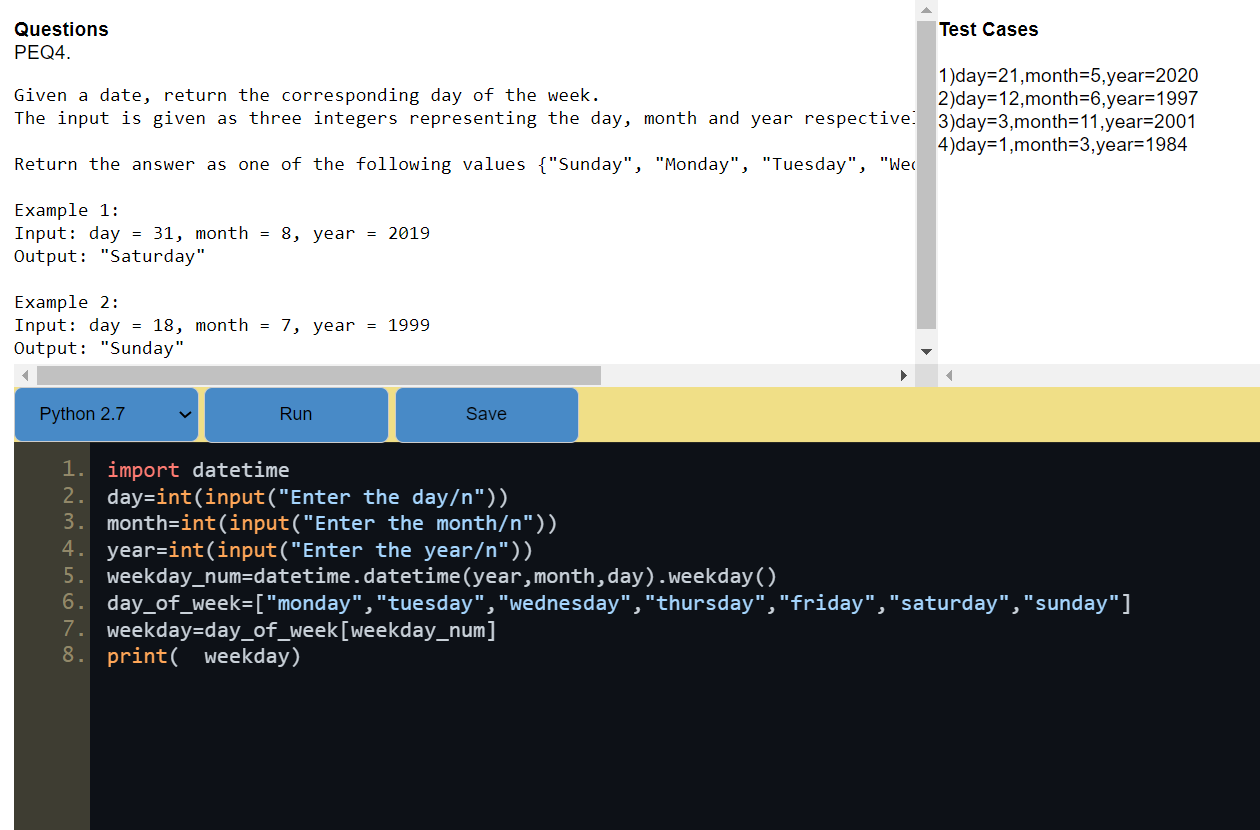 Questions
PEQ4.
Given a date, return the corresponding day of the week.
The input is given as three integers representing the day, month and year
Return the answer as one of the following values {"Sunday", "Monday", "Tuesday",
Example 1:
Input: day = 31, month = 8, year = 2019
Output: "Saturday"
Example 2:
Input: day = 18, month = 7, year = 1999
Output: "Sunday"
Test Cases
1)day=21,month=5,year=2020
2)day=12,month=6,year=1997
3)day=3,month=11,year=2001
4)day=1,month=3,year=1984
Python 2.7 Run Save
1. import datetime
2. day=int(input("Enter the day/n"))
3. month=int(input("Enter the month/n"))
4. year=int(input("Enter the year/n"))
5. weekday_num=datetime.datetime(year,month,day).weekday()
6. day_of_week=["monday","tuesday","wednesday","thursday","friday","saturday","sunday"]
7. weekday=day_of_week[weekday_num]
8. print(  weekday)